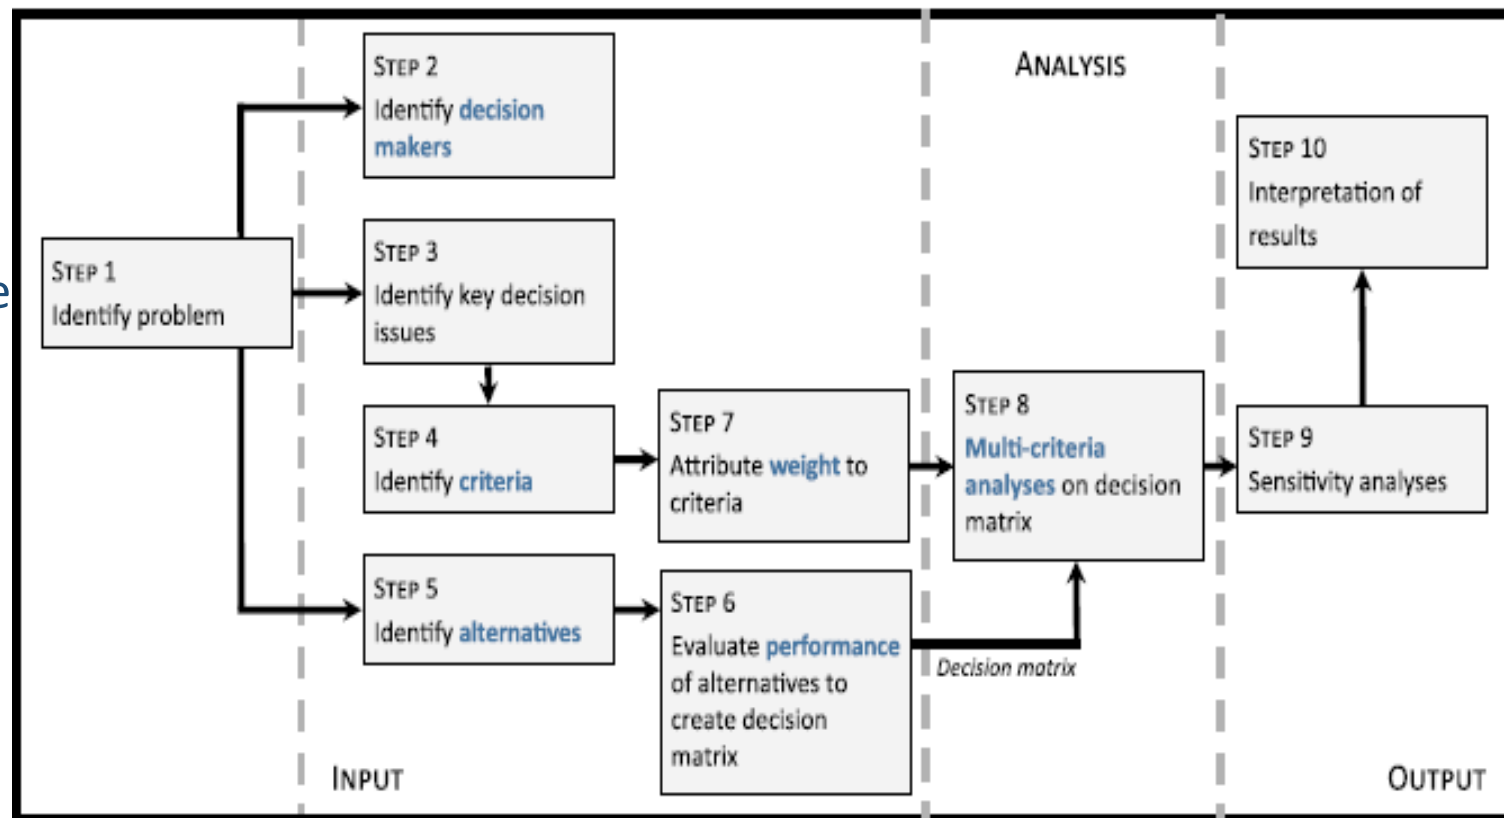 STEP 1
Identify problem
STEP 2
Identify decision
makers
STEP 3
Identify key decision
issues
STEP 4
Identify criteria
STEP 5
Identify alternatives
STEP 7
Attribute weight to
criteria
STEP 6
Evaluate performance
of alternatives to
create decision
matrix
INPUT
ANALYSIS
STEP 8
Multi-criteria
analyses on decision
matrix
Decision matrix
STEP 10
Interpretation of
results
STEP 9
Sensitivity analyses
OUTPUT